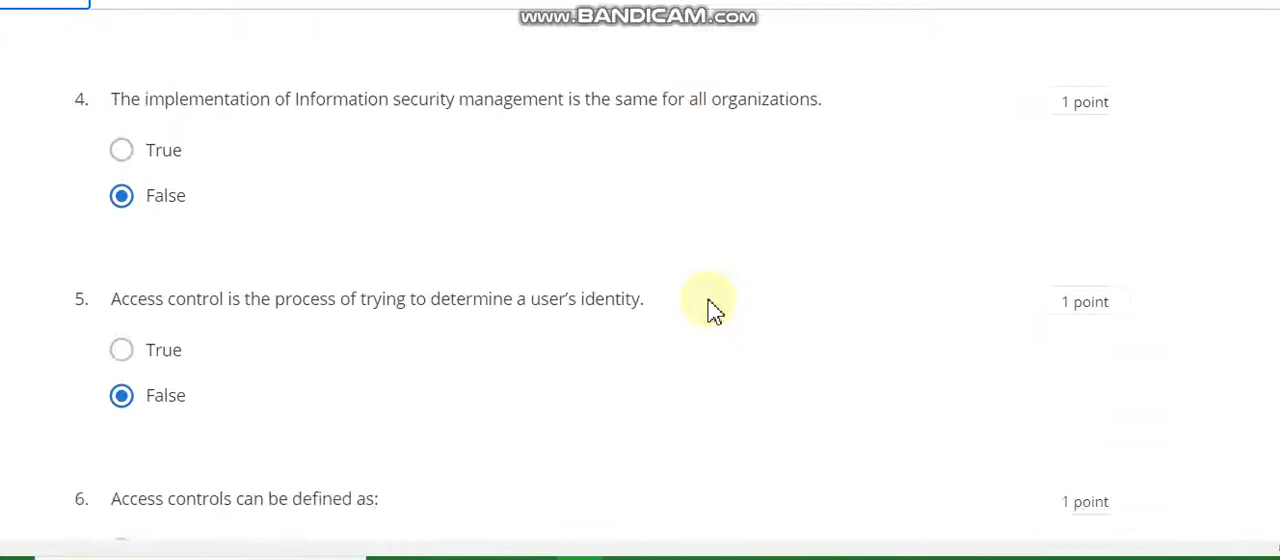 www.BANDICAM.com
4. The implementation of Information security management is the same for all organizations. 1 point
True
False
5. Access control is the process of trying to determine a user's identity. 1 point
True
False
6. Access controls can be defined as: 1 point